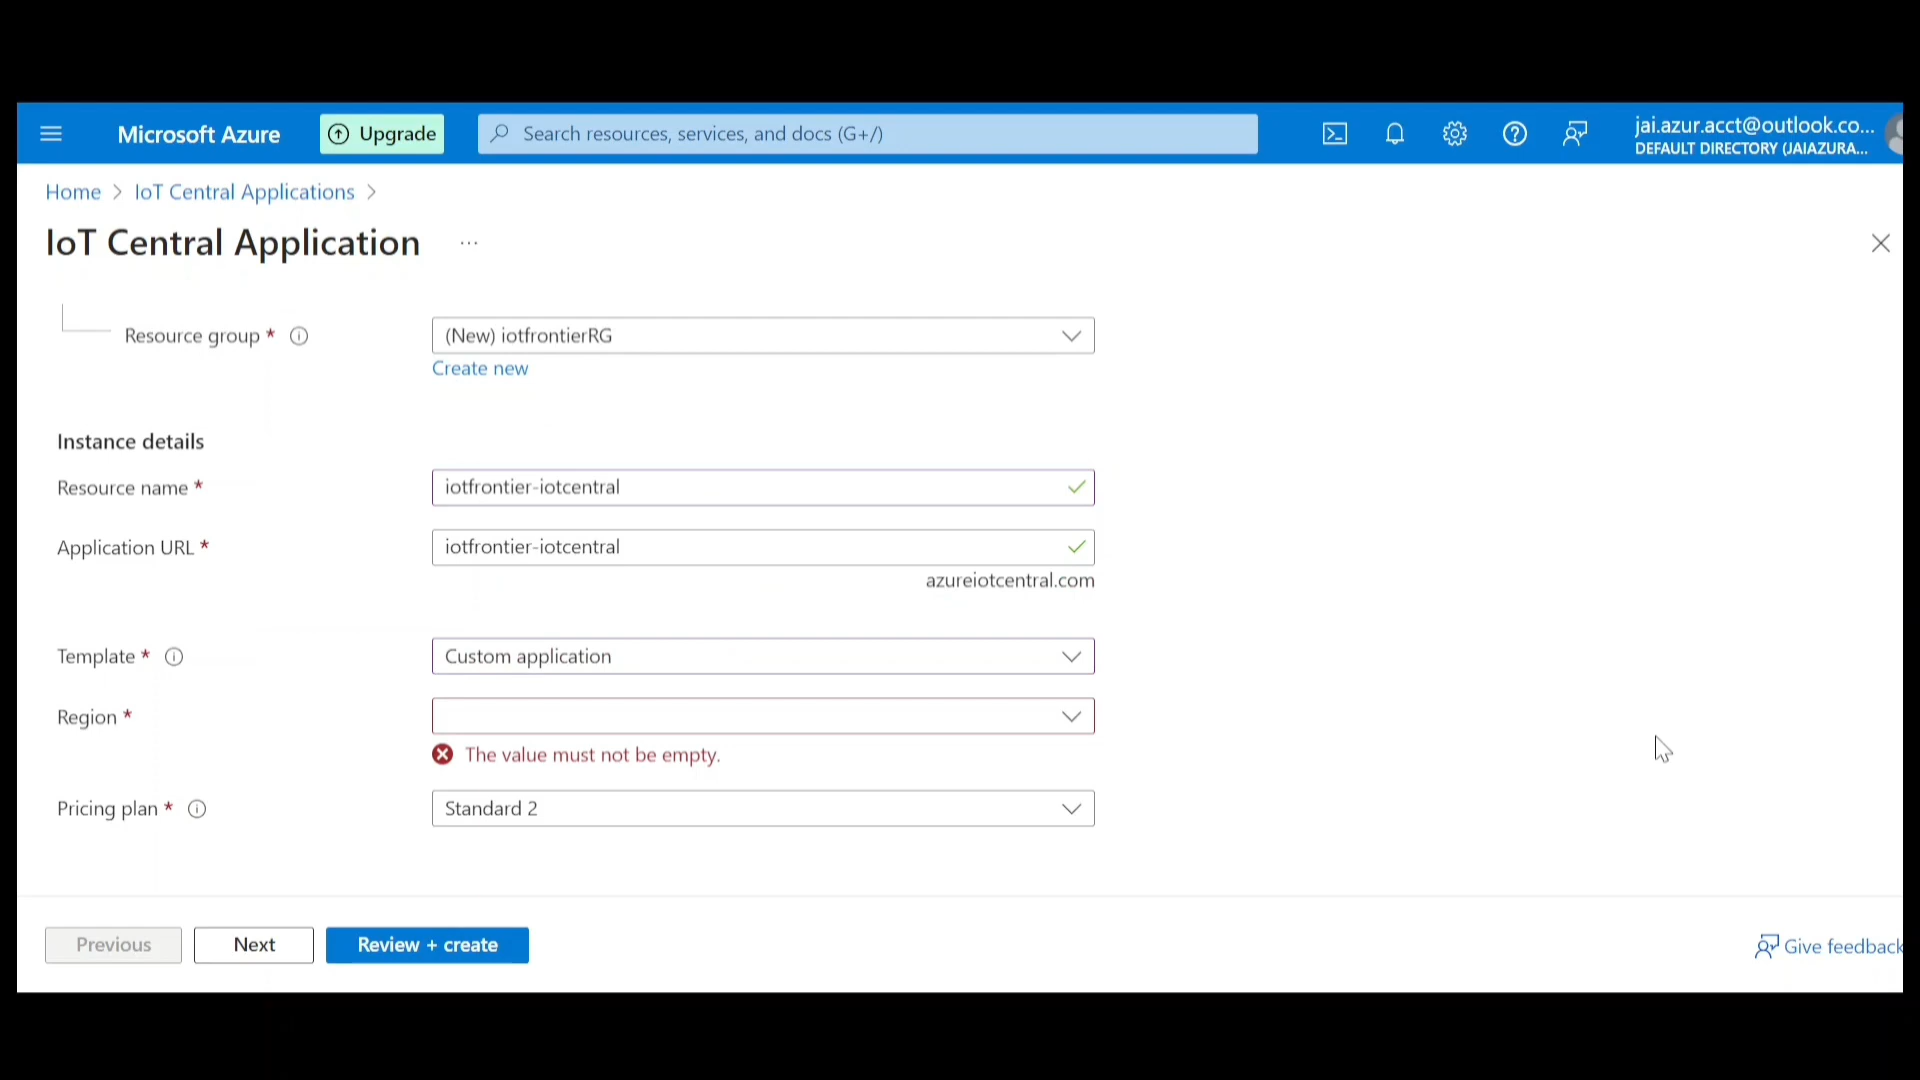 Microsoft Azure
Upgrade
Search resources, services, and docs (G+/)
jai.azur.acct@outlook.co...
DEFAULT DIRECTORY (JAIAZURA...
Home > IoT Central Applications >
IoT Central Application ...
Resource group *
(New) iotfrontierRG
Create new
Instance details
Resource name *
iotfrontier-iotcentral
Application URL *
iotfrontier-iotcentral
azureiotcentral.com
Template *
Custom application
Region *
The value must not be empty.
Pricing plan *
Standard 2
Previous
Next
Review + create
Give feedback